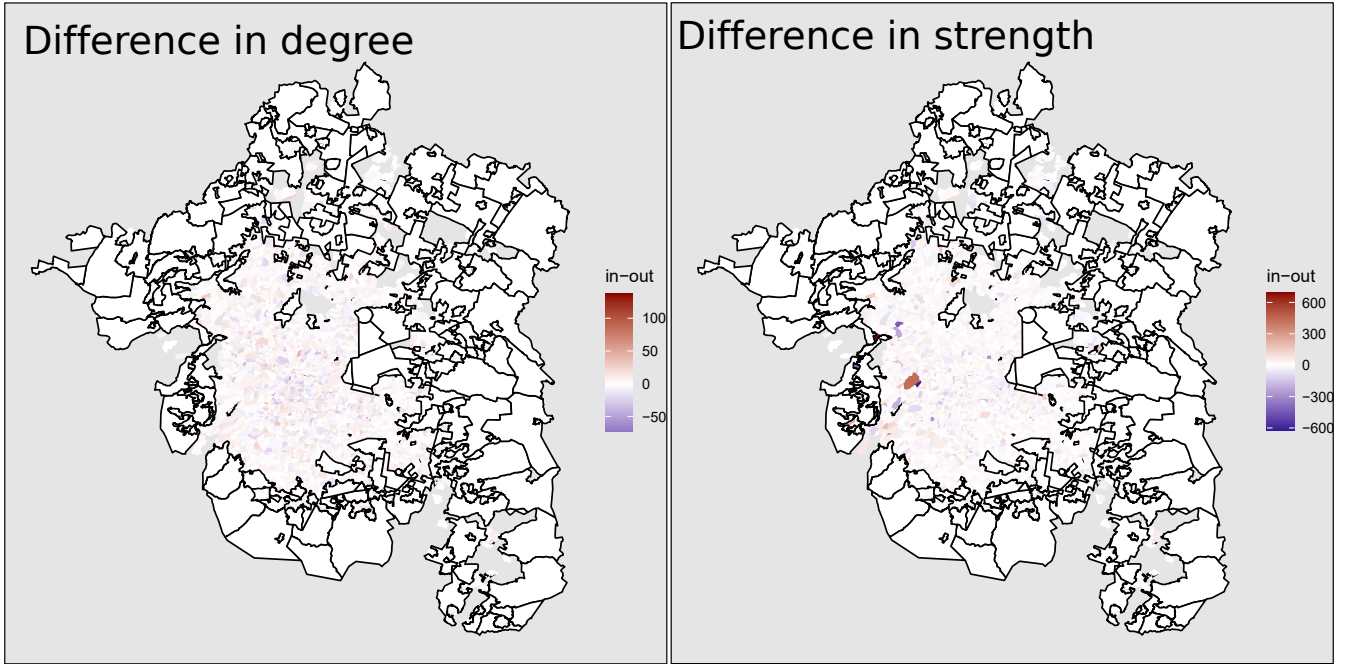 Difference in degree
in−out
100
50
0
−50
Difference in strength
in−out
600
300
0
−300
−600